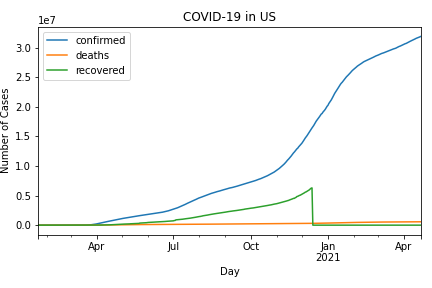 COVID-19 in US
1e7
confirmed
deaths
recovered
Number of Cases
3.0
2.5
2.0
1.5
1.0
0.5
0.0
Apr
Jul
Oct
Jan
2021
Apr
Day